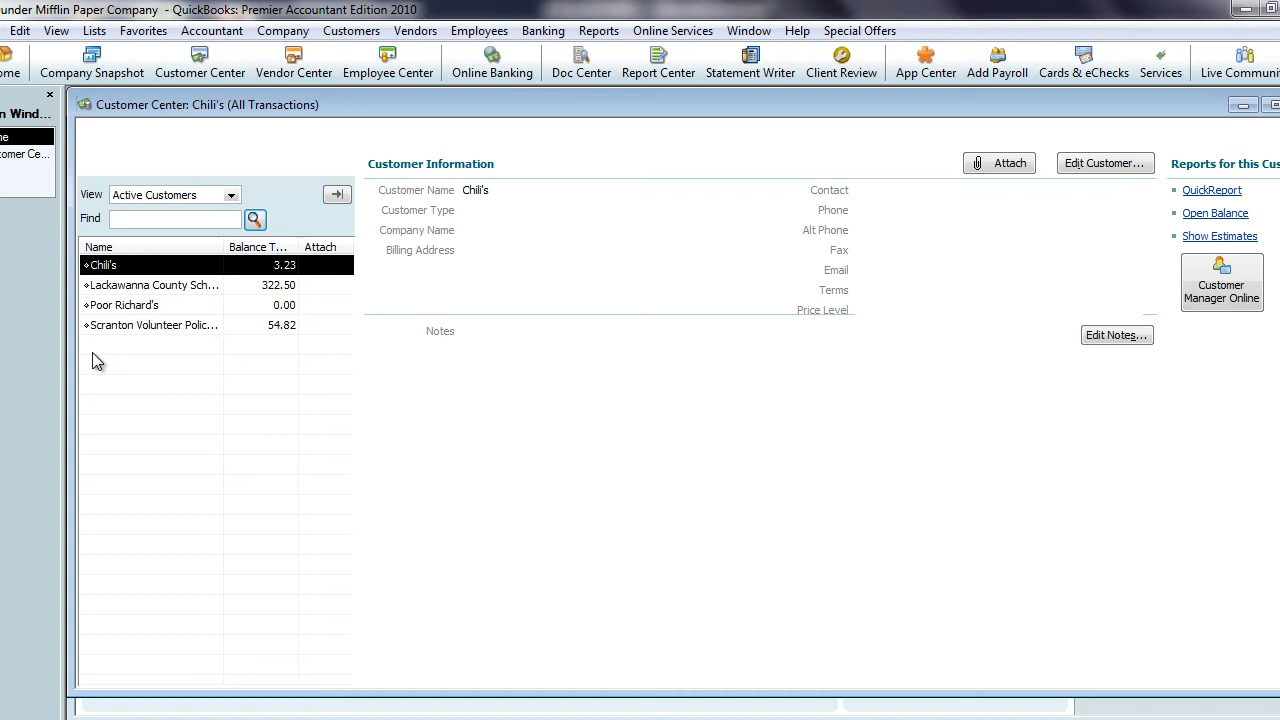 under Mifflin Paper Company - QuickBooks: Premier Accountant Edition 2010
Edit View Lists Favorites Accountant Company Customers Vendors Employees Banking Reports Online Services Window Help Special Offers
ome Company Snapshot Customer Center Vendor Center Employee Center Online Banking Doc Center Report Center Statement Writer Client Review App Center Add Payroll Cards & eChecks Services Live Communi
n Wind...
me
tomer Ce...
Customer Center: Chili's (All Transactions)
Customer Information Attach Edit Customer... Reports for this Cus
View Active Customers
Find
Name Balance T... Attach
Chili's 3.23
Lackawanna County Sch... 322.50
Poor Richard's 0.00
Scranton Volunteer Polic... 54.82
Customer Name Chili's
Customer Type
Company Name
Billing Address
Contact
Phone
Alt Phone
Fax
Email
Terms
Price Level
Notes Edit Notes...
QuickReport
Open Balance
Show Estimates
Customer
Manager Online